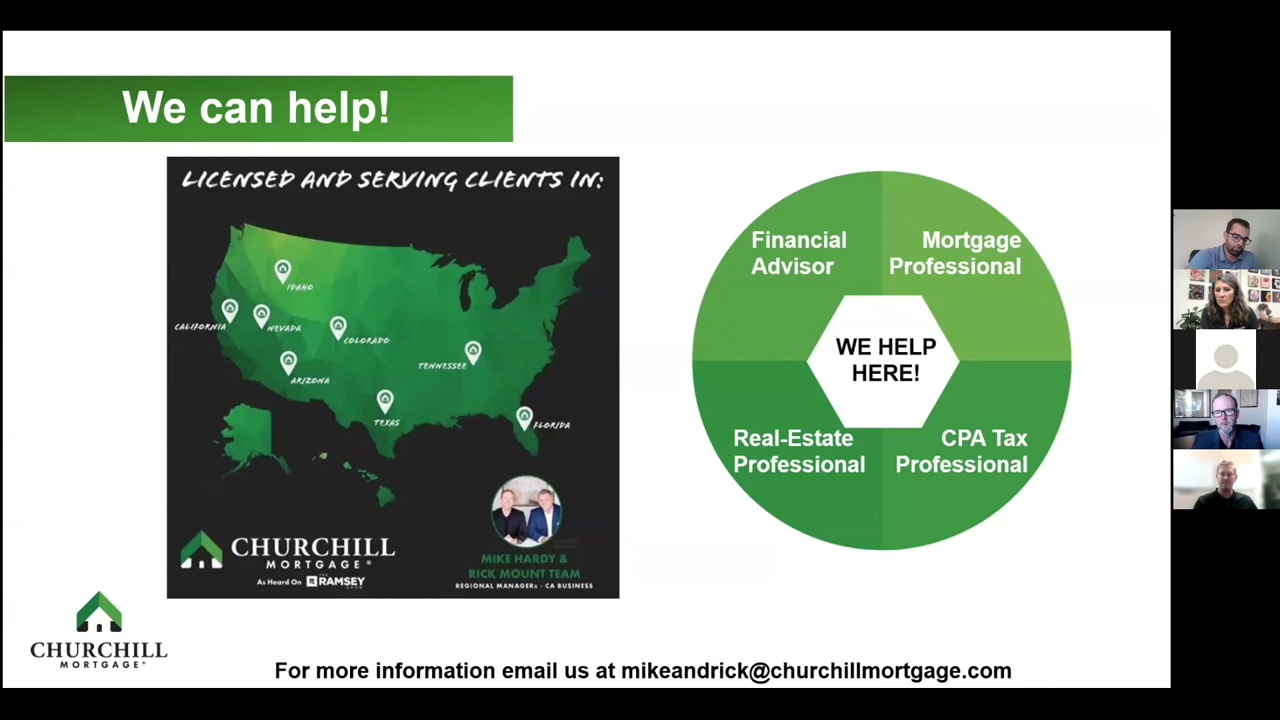 We can help!
LICENSED AND SERVING CLIENTS IN:
IDAHO
CALIFORNIA
NEVADA
COLORADO
TENNESSEE
ARIZONA
TEXAS
FLORIDA
CHURCHILL
MORTGAGE®
As Heard On RAMSEY
MIKE HARDY &
RICK MOUNT TEAM
REGIONAL MANAGERs - CA BUSINESS
Financial
Advisor
Mortgage
Professional
WE HELP
HERE!
Real-Estate
Professional
CPA Tax
Professional
CHURCHILL
MORTGAGE®
For more information email us at mikeandrick@churchillmortgage.com